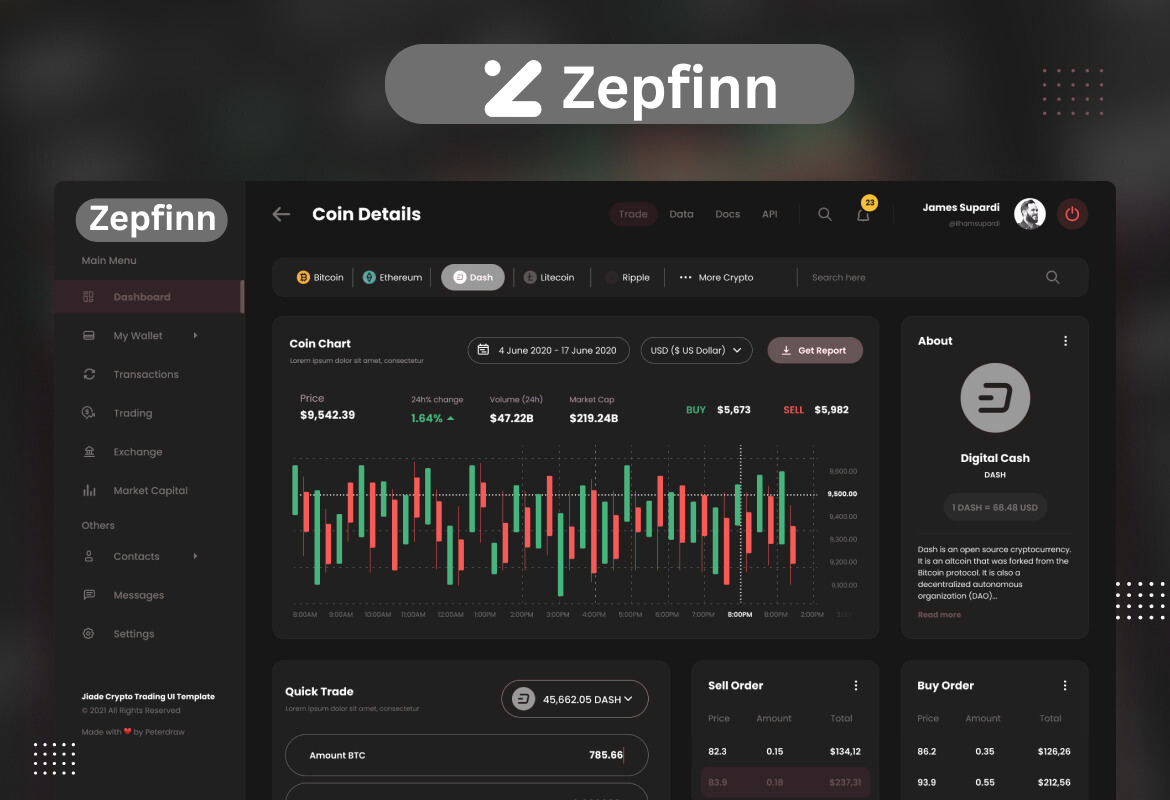 Zepfinn
Zepfinn
Main Menu
Dashboard
My Wallet
Transactions
Trading
Exchange
Market Capital
Others
Contacts
Messages
Settings
Jiade Crypto Trading UI Template
© 2021 All Rights Reserved
Made with ❤ by Peterdraw
Coin Details
Trade Data Docs API
23
James Supardi
@ilhamsupardi
Bitcoin Ethereum Dash Litecoin Ripple More Crypto Search here
Coin Chart
Lorem ipsum dolor sit amet, consectetur
4 June 2020 - 17 June 2020
USD ($ US Dollar)
Get Report
Price
$9,542.39
24h% change
1.64%
Volume (24h)
$47.22B
Market Cap
$219.24B
BUY $5,673
SELL $5,982
9,600.00
9,500.00
9,400.00
9,300.00
9,200.00
9,100.00
8:00AM 9:00AM 10:00AM 11:00AM 12:00AM 1:00PM 2:00PM 3:00PM 4:00PM 5:00PM 6:00PM 7:00PM 8:00PM 8:00PM 2:00PM
About
Digital Cash
DASH
1 DASH = 68.48 USD
Dash is an open source cryptocurrency.
It is an altcoin that was forked from the
Bitcoin protocol. It is also a
decentralized autonomous
organization (DAO)...
Read more
Quick Trade
Lorem ipsum dolor sit amet, consectetur
45,662.05 DASH
Amount BTC 785.66
Sell Order
Price Amount Total
82.3 0.15 $134,12
83.9 0.18 $237,31
Buy Order
Price Amount Total
86.2 0.35 $126,26
93.9 0.55 $212,56